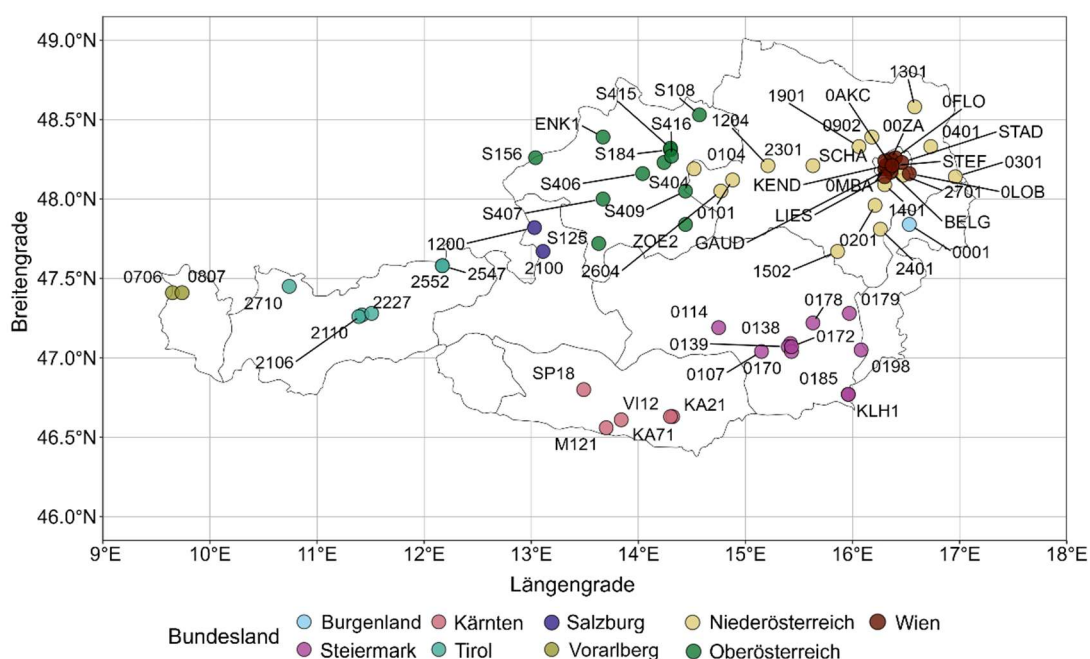 49.0°N
1301
S415
S108
1901
0AKC
0FLO
48.5°N
ENK1
S416
1204
0902
00ZA
0401
STAD
S156
S184
0104
2301
SCHA
STEF
0301
S406
S404
KEND
0MBA
2701
0LOB
48.0°N
S407
S409
0101
LIES
1401
BELG
1200
S125
ZOE2
GAUD
0201
0001
2604
2100
1502
2401
47.5°N
0706
0807
2710
2552
2547
2227
2110
2106
0114
0138
0178
0179
0139
0172
47.0°N
0107
0170
0185
0198
SP18
VI12
KA21
KLH1
46.5°N
M121
KA71
46.0°N
9°E
10°E
11°E
12°E
13°E
14°E
15°E
16°E
17°E
18°E
Breitengrade
Längengrade
Bundesland
Burgenland
Kärnten
Salzburg
Niederösterreich
Wien
Steiermark
Tirol
Vorarlberg
Oberösterreich